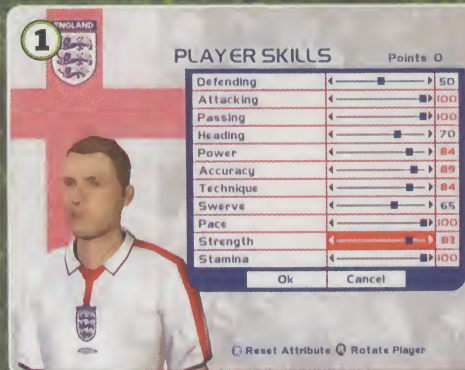 1
ENGLAND
PLAYER SKILLS Points 0
Defending 50
Attacking 100
Passing 100
Heading 70
Power 84
Accuracy 89
Technique 84
Swerve 65
Pace 100
Strength 83
Stamina 100
Ok Cancel
Reset Attribute Rotate Player